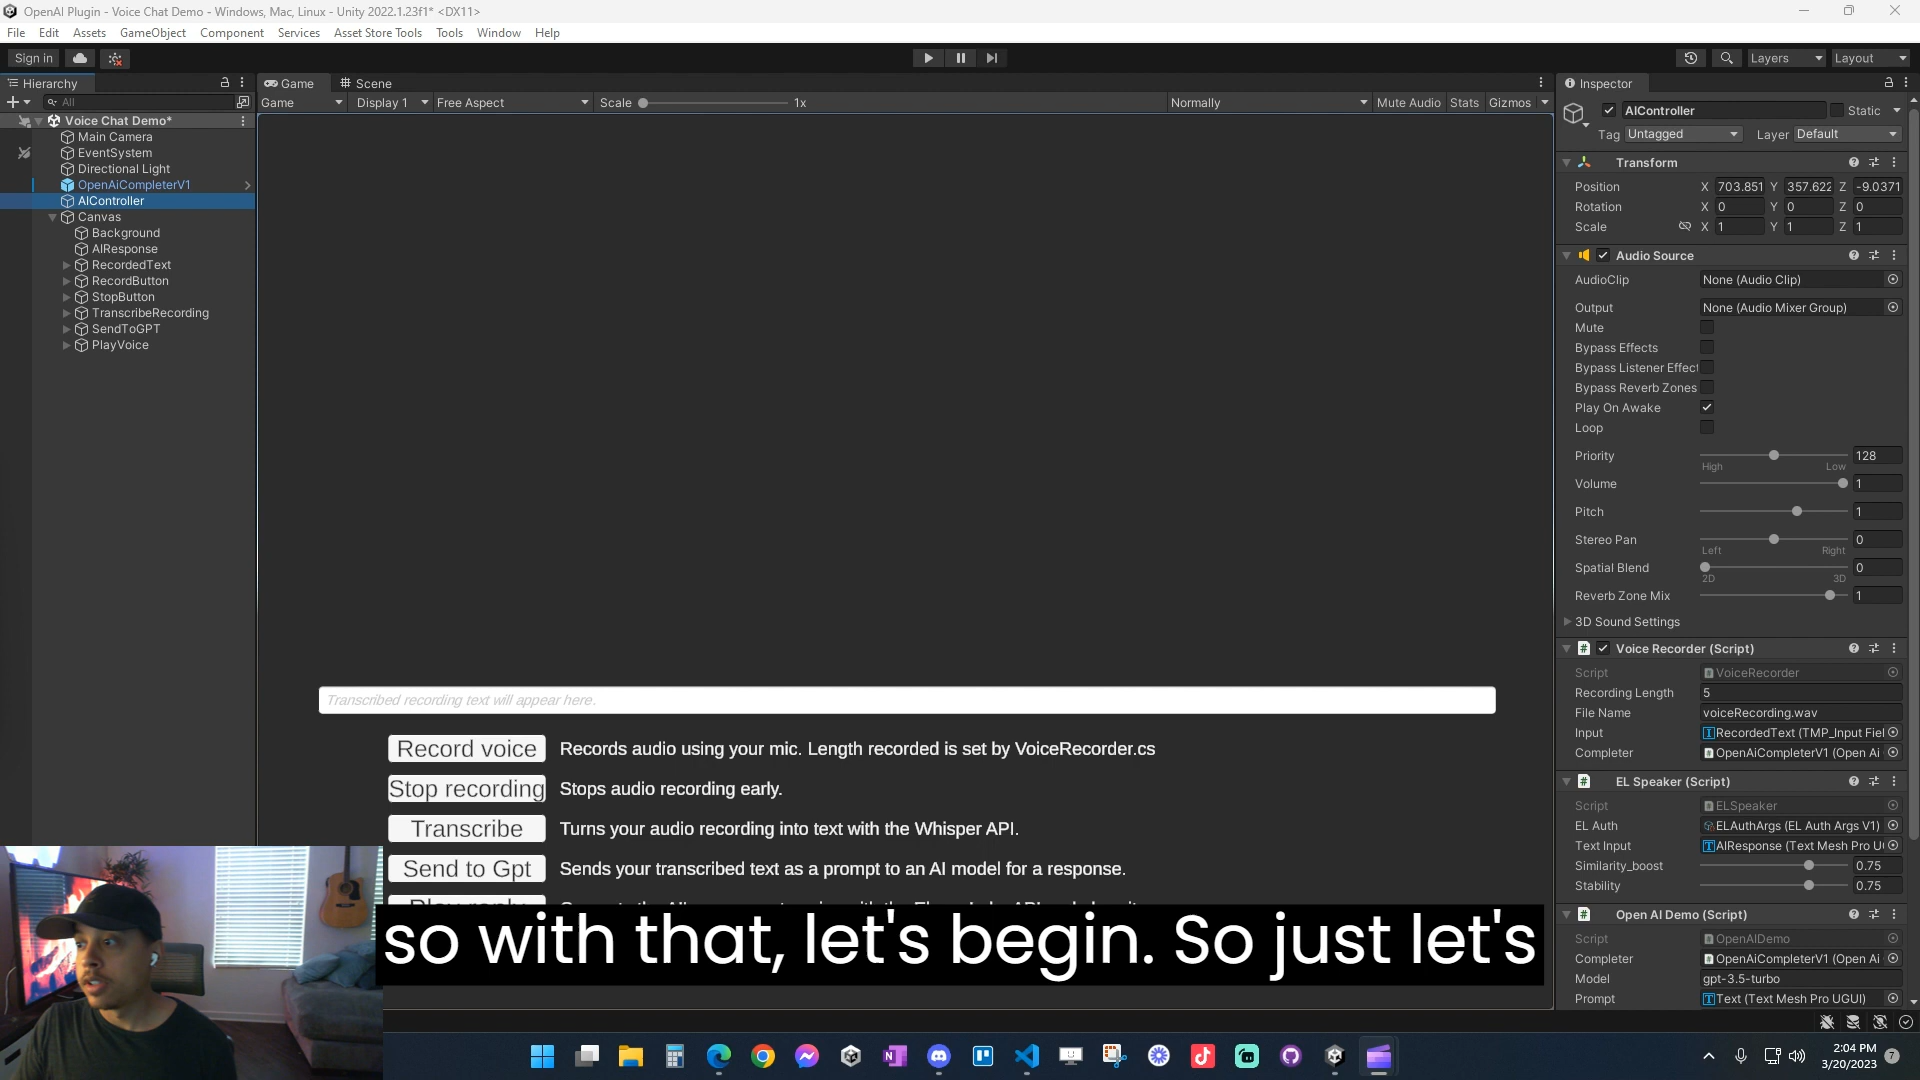 OpenAI Plugin - Voice Chat Demo - Windows, Mac, Linux - Unity 2022.1.23f1* <DX11>
File Edit Assets GameObject Component Services Asset Store Tools Tools Window Help
Sign in Layers Layout
Hierarchy Game Scene Inspector
All Game Display 1 Free Aspect Scale 1x Normally Mute Audio Stats Gizmos
Voice Chat Demo*
Main Camera
EventSystem
Directional Light
OpenAiCompleterV1
AIController
Canvas
Background
AIResponse
RecordedText
RecordButton
StopButton
TranscribeRecording
SendToGPT
PlayVoice
Transcribed recording text will appear here.
Record voice Records audio using your mic. Length recorded is set by VoiceRecorder.cs
Stop recording Stops audio recording early.
Transcribe Turns your audio recording into text with the Whisper API.
Send to Gpt Sends your transcribed text as a prompt to an AI model for a response.
so with that, let's begin. So just let's
AIController Static
Tag Untagged Layer Default
Transform
Position X 703.851 Y 357.622 Z -9.0371
Rotation X 0 Y 0 Z 0
Scale X 1 Y 1 Z 1
Audio Source
AudioClip None (Audio Clip)
Output None (Audio Mixer Group)
Mute
Bypass Effects
Bypass Listener Effect
Bypass Reverb Zones
Play On Awake
Loop
Priority 128
High Low
Volume 1
Pitch 1
Stereo Pan 0
Left Right
Spatial Blend 0
2D 3D
Reverb Zone Mix 1
3D Sound Settings
# Voice Recorder (Script)
Script VoiceRecorder
Recording Length 5
File Name voiceRecording.wav
Input RecordedText (TMP_Input Fiel
Completer OpenAiCompleterV1 (Open Ai
# EL Speaker (Script)
Script ELSpeaker
EL Auth ELAuthArgs (EL Auth Args V1)
Text Input AIResponse (Text Mesh Pro U
Similarity_boost 0.75
Stability 0.75
# Open AI Demo (Script)
Script OpenAIDemo
Completer OpenAiCompleterV1 (Open Ai
Model gpt-3.5-turbo
Prompt Text (Text Mesh Pro UGUI)
2:04 PM
3/20/2023 7